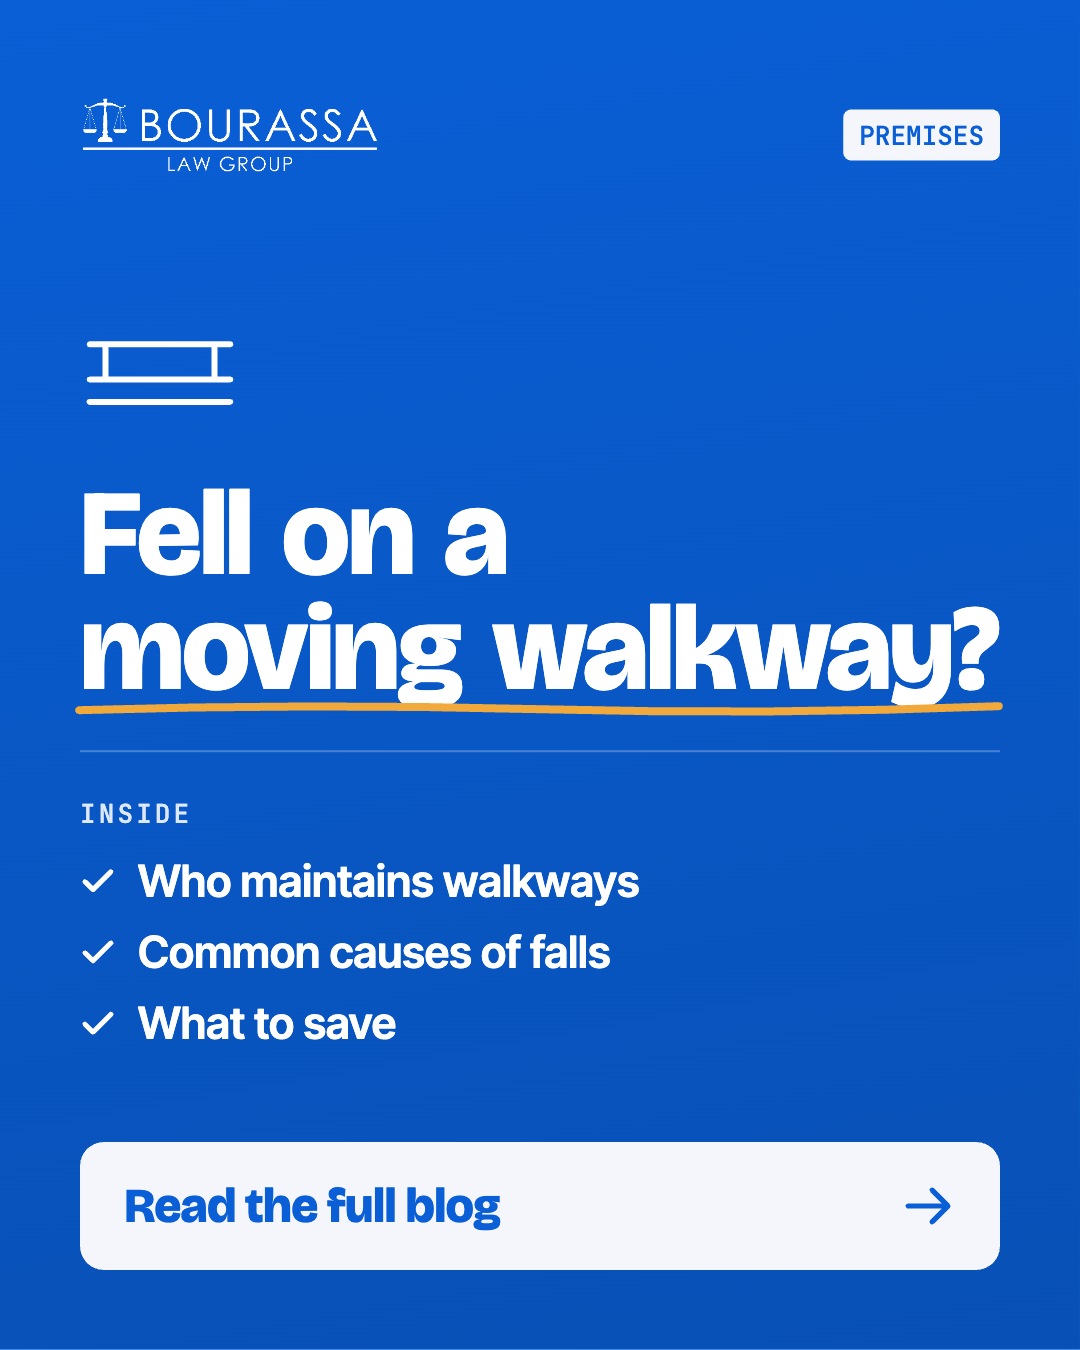 BOURASSA
LAW GROUP
PREMISES
Fell on a
moving walkway?
INSIDE
Who maintains walkways
Common causes of falls
What to save
Read the full blog